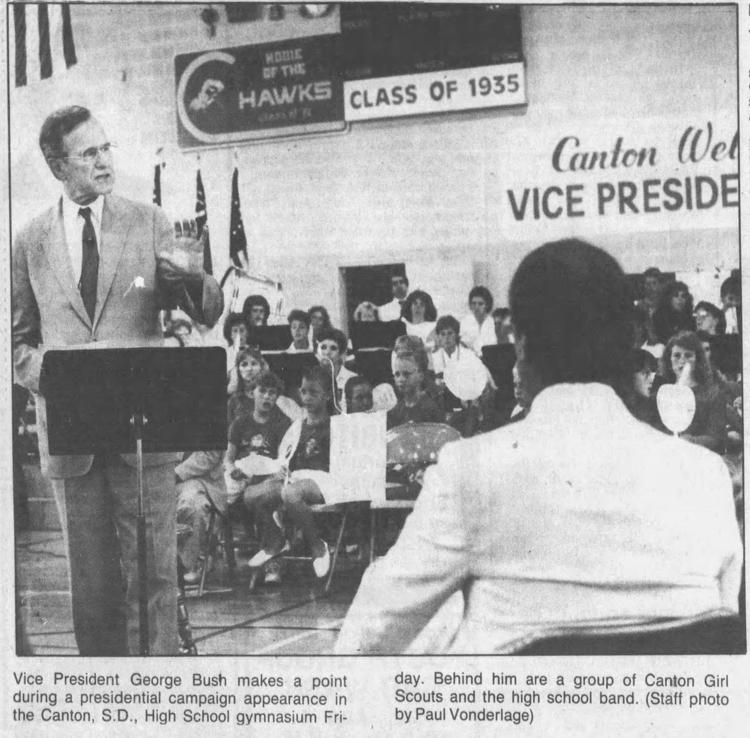 HOME
OF THE
HAWKS
CLASS OF 1935
Canton Wel
VICE PRESIDE
Vice President George Bush makes a point
during a presidential campaign appearance in
the Canton, S.D., High School gymnasium Fri-
day. Behind him are a group of Canton Girl
Scouts and the high school band. (Staff photo
by Paul Vonderlage)